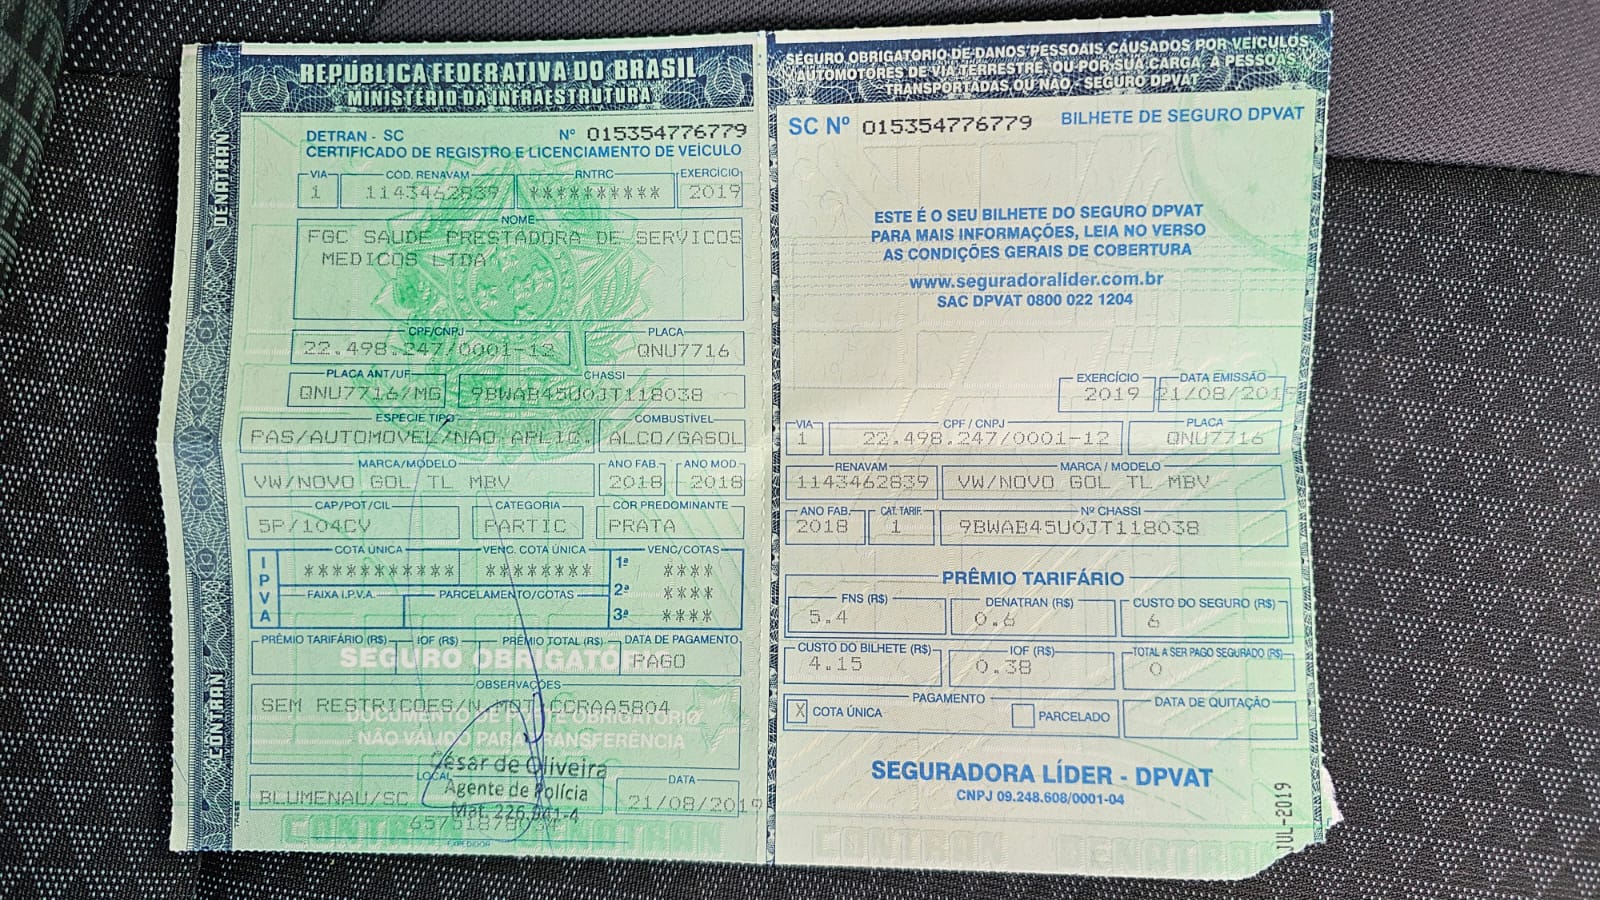 DENATRAN
CONTRAN
REPÚBLICA FEDERATIVA DO BRASIL
MINISTÉRIO DA INFRAESTRUTURA
DETRAN - SC Nº 015354776779
CERTIFICADO DE REGISTRO E LICENCIAMENTO DE VEÍCULO
VIA CÓD. RENAVAM RNTRC EXERCÍCIO
1 1143462839 ********** 2019
NOME
FGC SAUDE PRESTADORA DE SERVICOS
MEDICOS LTDA
CPF/CNPJ PLACA
22.498.247/0001-12 QNU7716
PLACA ANT/UF CHASSI
QNU7716/MG 9BWAB45U0JT118038
ESPÉCIE TIPO COMBUSTÍVEL
PAS/AUTOMOVEL/NAO APLIC. ALCO/GASOL
MARCA/MODELO ANO FAB. ANO MOD.
VW/NOVO GOL TL MBV 2018 2018
CAP/POT/CIL CATEGORIA COR PREDOMINANTE
5P/104CV PARTIC PRATA
IPVA
COTA ÚNICA VENC. COTA ÚNICA VENC/COTAS
********** ******** 1ª ****
FAIXA I.P.V.A. PARCELAMENTO/COTAS 2ª ****
3ª ****
PRÊMIO TARIFÁRIO (R$) IOF (R$) PRÊMIO TOTAL (R$) DATA DE PAGAMENTO
SEGURO OBRIGATÓRIO PAGO
OBSERVAÇÕES
SEM RESTRICOES/N.MOT:CCRAA5804
DOCUMENTO DE PORTE OBRIGATÓRIO
NÃO VÁLIDO PARA TRANSFERÊNCIA
César de Oliveira
Agente de Polícia
Mat. 226.941-4
LOCAL DATA
BLUMENAU/SC 21/08/2019
EXPEDIDOR
CONTRAN DENATRAN
SEGURO OBRIGATÓRIO DE DANOS PESSOAIS CAUSADOS POR VEÍCULOS
AUTOMOTORES DE VIA TERRESTRE, OU POR SUA CARGA, A PESSOAS
TRANSPORTADAS OU NÃO - SEGURO DPVAT
SC Nº 015354776779 BILHETE DE SEGURO DPVAT
ESTE É O SEU BILHETE DO SEGURO DPVAT
PARA MAIS INFORMAÇÕES, LEIA NO VERSO
AS CONDIÇÕES GERAIS DE COBERTURA
www.seguradoralider.com.br
SAC DPVAT 0800 022 1204
EXERCÍCIO DATA EMISSÃO
2019 21/08/2019
VIA CPF / CNPJ PLACA
1 22.498.247/0001-12 QNU7716
RENAVAM MARCA / MODELO
1143462839 VW/NOVO GOL TL MBV
ANO FAB. CAT. TARIF. Nº CHASSI
2018 1 9BWAB45U0JT118038
PRÊMIO TARIFÁRIO
FNS (R$) DENATRAN (R$) CUSTO DO SEGURO (R$)
5.4 0.6 6
CUSTO DO BILHETE (R$) IOF (R$) TOTAL A SER PAGO SEGURADO (R$)
4.15 0.38 0
PAGAMENTO DATA DE QUITAÇÃO
X COTA ÚNICA PARCELADO
SEGURADORA LÍDER - DPVAT
CNPJ 09.248.608/0001-04
JUL-2019
CONTRAN DENATRAN